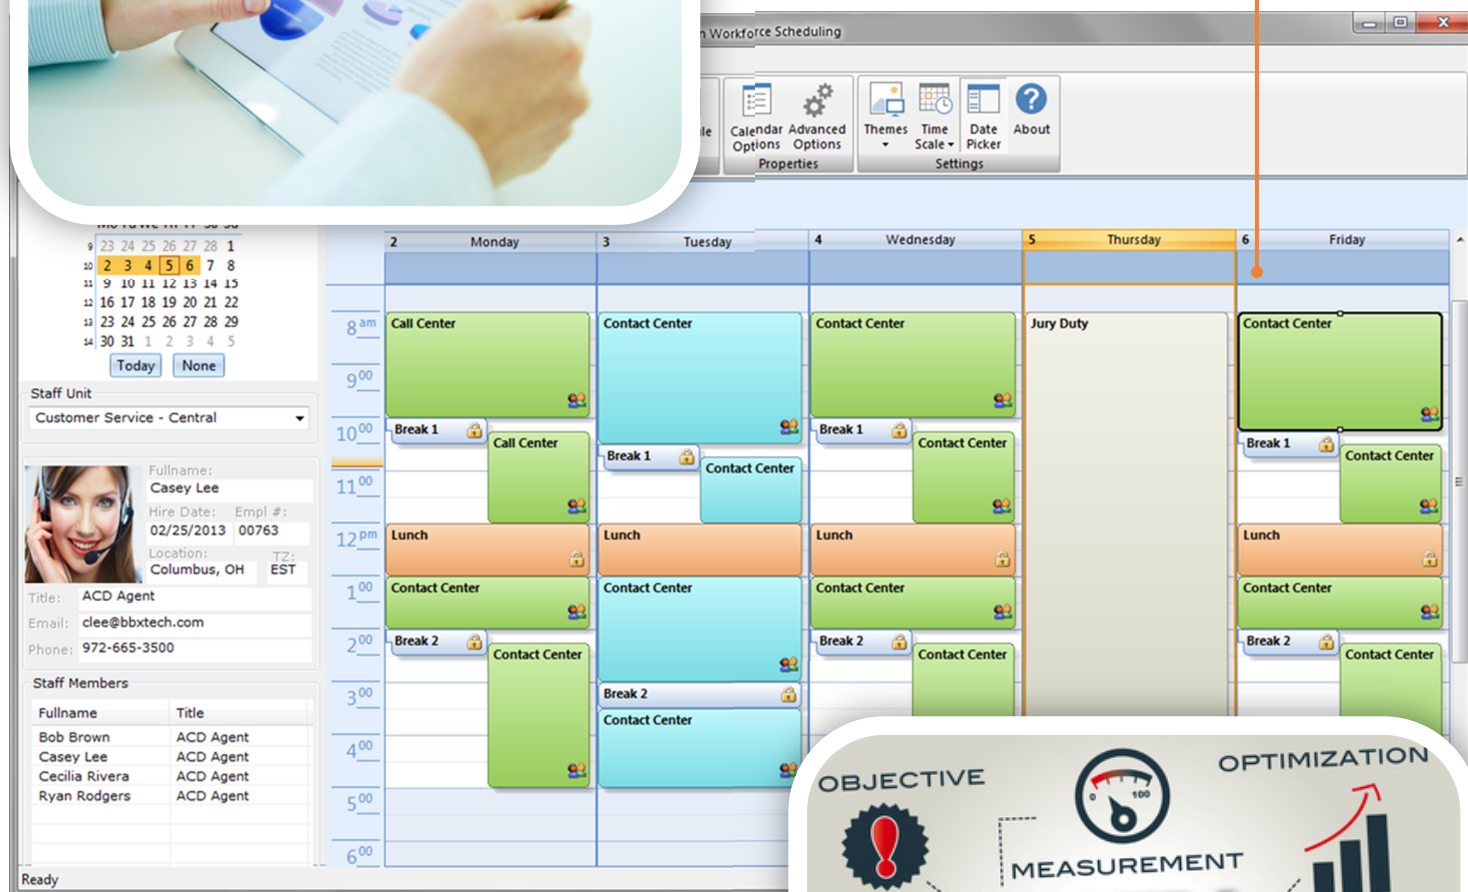 n Workforce Scheduling
Calendar Options
Advanced Options
Properties
Themes
Time Scale
Date Picker
About
Settings
9 23 24 25 26 27 28 1
10 2 3 4 5 6 7 8
11 9 10 11 12 13 14 15
12 16 17 18 19 20 21 22
13 23 24 25 26 27 28 29
14 30 31 1 2 3 4 5
Today None
Staff Unit
Customer Service - Central
Fullname:
Casey Lee
Hire Date: Empl #:
02/25/2013 00763
Location: TZ:
Columbus, OH EST
Title: ACD Agent
Email: clee@bbxtech.com
Phone: 972-665-3500
Staff Members
Fullname Title
Bob Brown ACD Agent
Casey Lee ACD Agent
Cecilia Rivera ACD Agent
Ryan Rodgers ACD Agent
Ready
2 Monday 3 Tuesday 4 Wednesday 5 Thursday 6 Friday
8 am
9 00
10 00
11 00
12 pm
1 00
2 00
3 00
4 00
5 00
6 00
Call Center
Break 1
Call Center
Lunch
Contact Center
Break 2
Contact Center
Contact Center
Break 1
Contact Center
Lunch
Contact Center
Break 2
Contact Center
Contact Center
Break 1
Contact Center
Lunch
Contact Center
Break 2
Contact Center
Jury Duty
Contact Center
Break 1
Contact Center
Lunch
Contact Center
Break 2
Contact Center
OBJECTIVE
0 100
MEASUREMENT
OPTIMIZATION